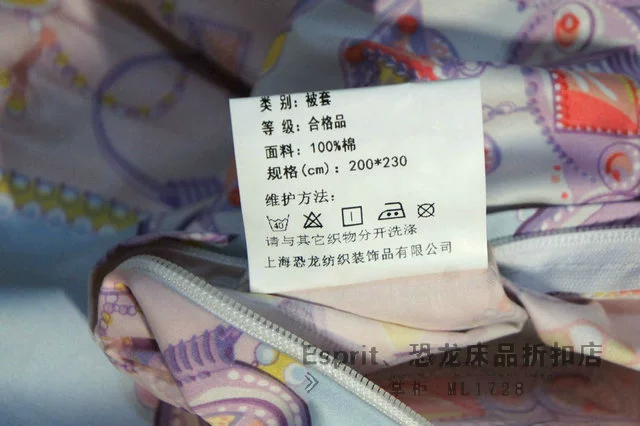 类 别: 被套
等 级: 合格品
面料: 100%棉
规格(cm): 200*230
维护方法:
40
请与其它织物分开洗涤
上海恐龙纺织装饰品有限公司
Esprit、恐龙床品折扣店
掌柜:ML1728